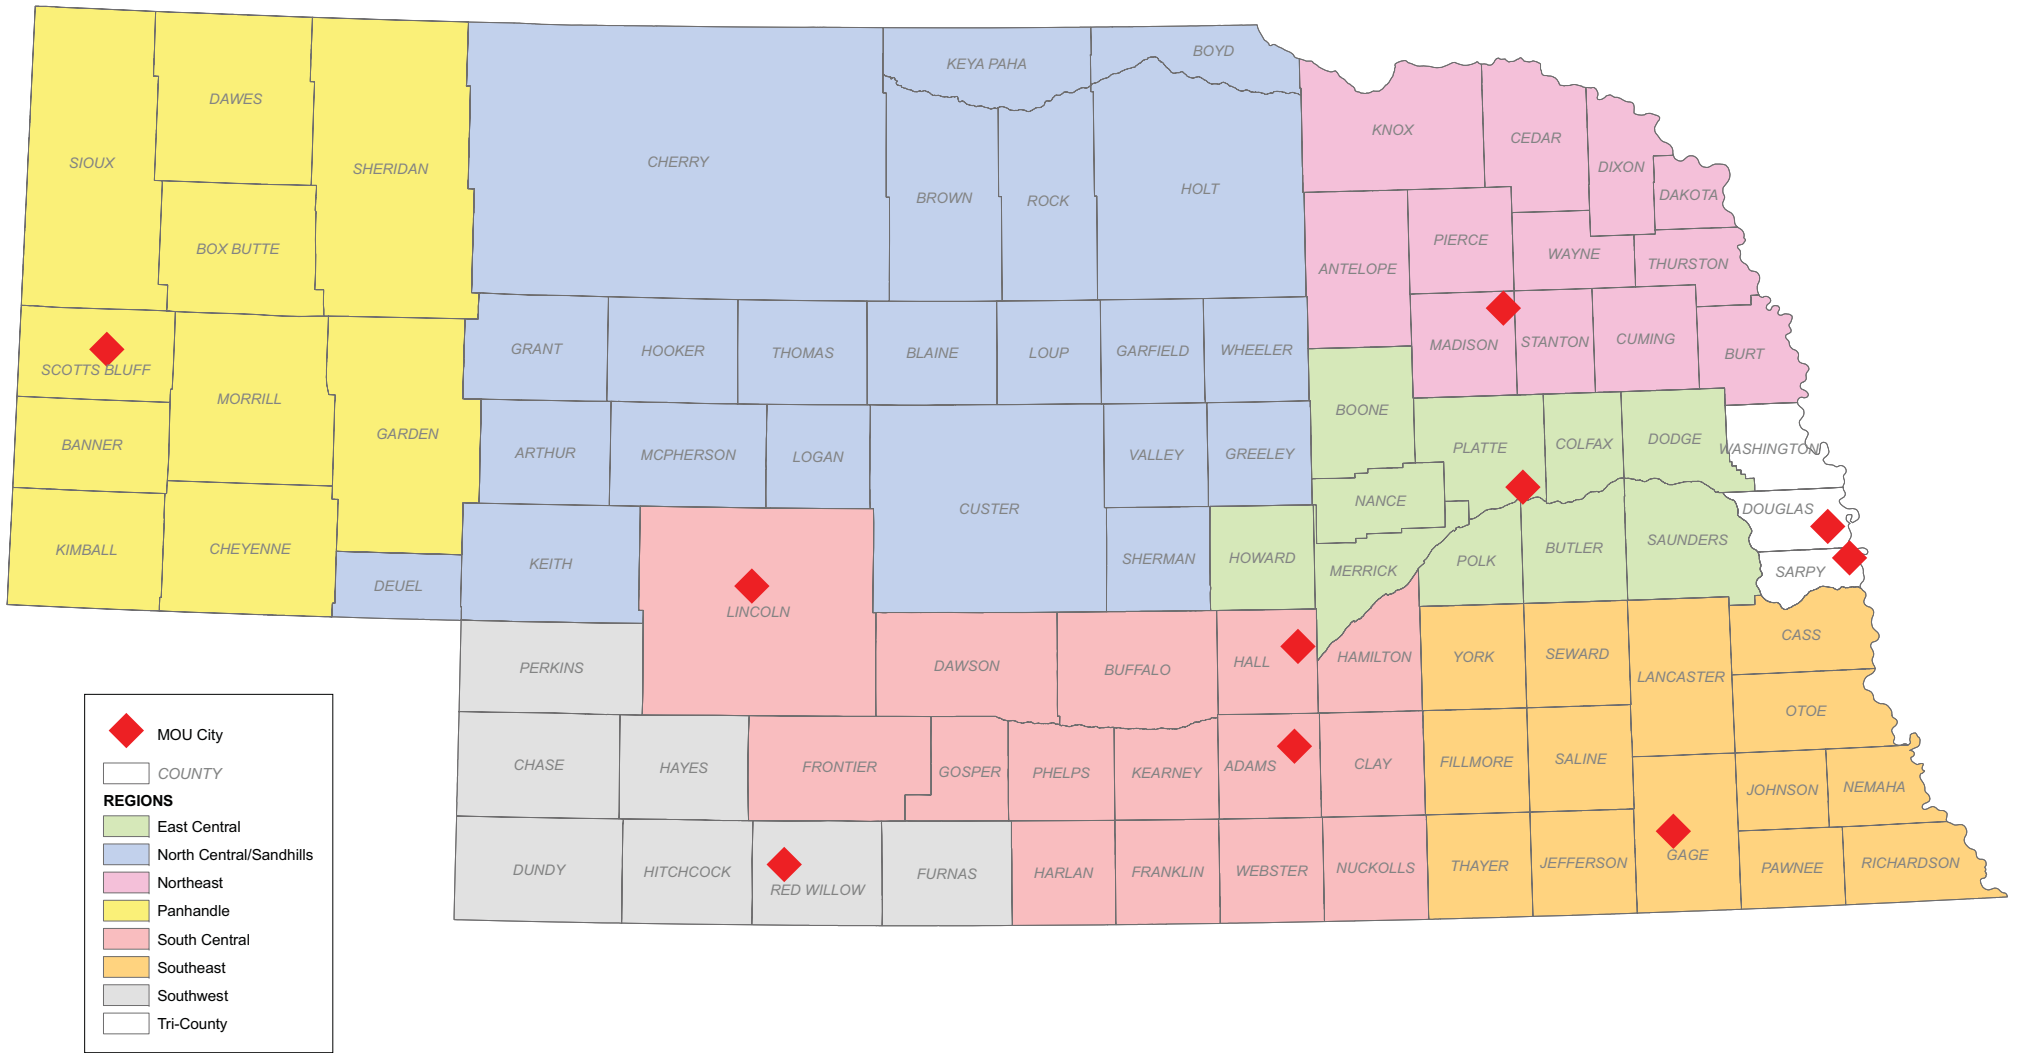 BOYD
KEYA PAHA
DAWES
KNOX
CEDAR
SIOUX
SHERIDAN
CHERRY
DIXON
HOLT
BROWN
ROCK
DAKOTA
BOX BUTTE
PIERCE
WAYNE
ANTELOPE
THURSTON
GRANT
HOOKER
THOMAS
BLAINE
LOUP
GARFIELD
WHEELER
MADISON
STANTON
CUMING
BURT
SCOTTS BLUFF
MORRILL
BOONE
GARDEN
BANNER
ARTHUR
MCPHERSON
LOGAN
VALLEY
GREELEY
PLATTE
COLFAX
DODGE
WASHINGTON
NANCE
CUSTER
DOUGLAS
KIMBALL
CHEYENNE
KEITH
SHERMAN
HOWARD
MERRICK
POLK
BUTLER
SAUNDERS
SARPY
DEUEL
LINCOLN
CASS
PERKINS
DAWSON
BUFFALO
HALL
HAMILTON
YORK
SEWARD
LANCASTER
OTOE
CHASE
HAYES
FRONTIER
GOSPER
PHELPS
KEARNEY
ADAMS
CLAY
FILLMORE
SALINE
JOHNSON
NEMAHA
DUNDY
HITCHCOCK
RED WILLOW
FURNAS
HARLAN
FRANKLIN
WEBSTER
NUCKOLLS
THAYER
JEFFERSON
GAGE
PAWNEE
RICHARDSON
MOU City
COUNTY
REGIONS
East Central
North Central/Sandhills
Northeast
Panhandle
South Central
Southeast
Southwest
Tri-County